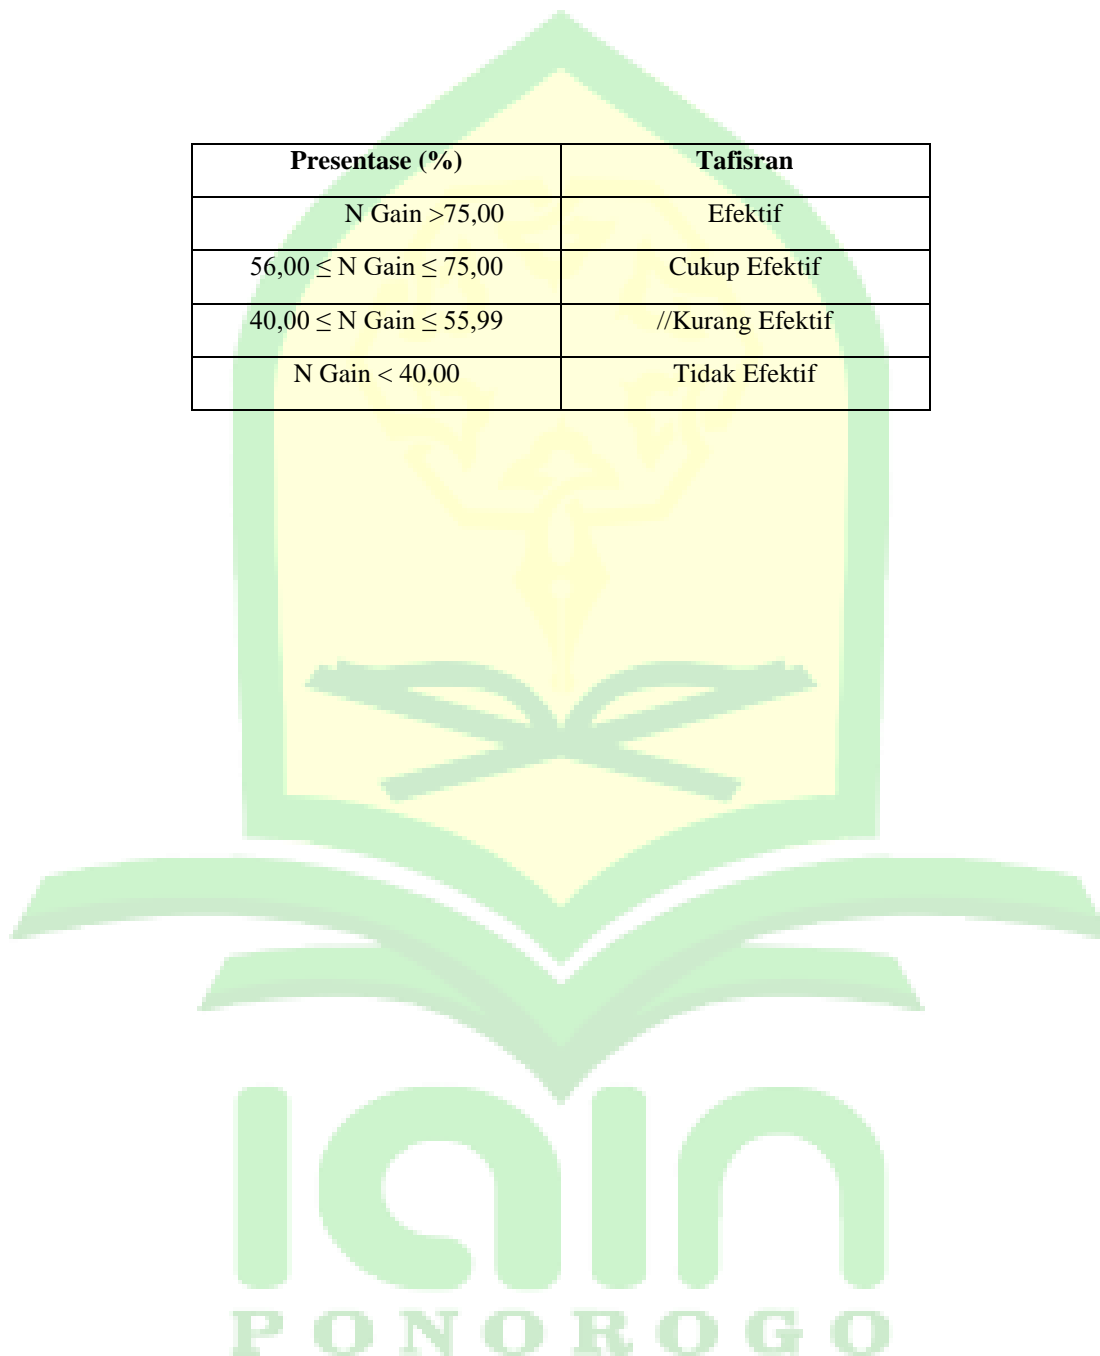 Presentase (%) Tafisran
N Gain >75,00 Efektif
56,00 ≤ N Gain ≤ 75,00 Cukup Efektif
40,00 ≤ N Gain ≤ 55,99 //Kurang Efektif
N Gain < 40,00 Tidak Efektif
iain
PONOROGO